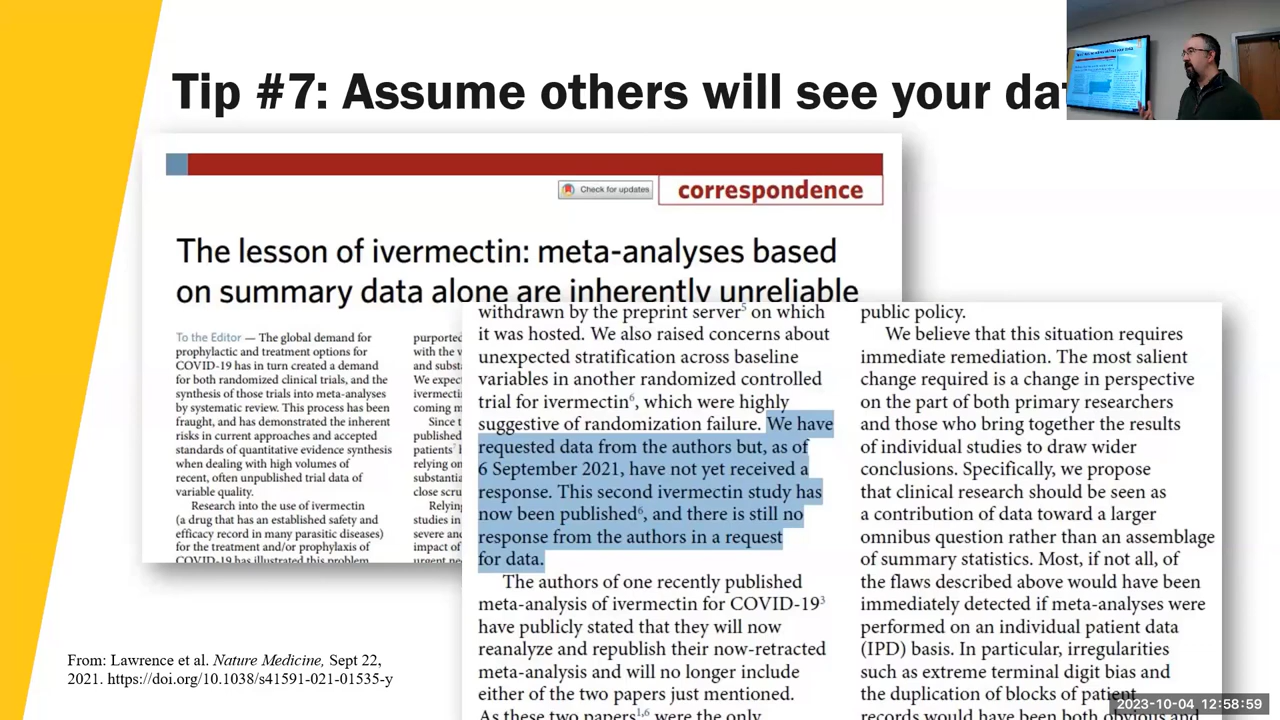 Tip #7: Assume others will see your da
Check for updates
correspondence
The lesson of ivermectin: meta-analyses based
on summary data alone are inherently unreliable
To the Editor — The global demand for
prophylactic and treatment options for
COVID-19 has in turn created a demand
for both randomized clinical trials, and the
synthesis of those trials into meta-analyses
by systematic review. This process has been
fraught, and has demonstrated the inherent
risks in current approaches and accepted
standards of quantitative evidence synthesis
when dealing with high volumes of
recent, often unpublished trial data of
variable quality.
Research into the use of ivermectin
(a drug that has an established safety and
efficacy record in many parasitic diseases)
for the treatment and/or prophylaxis of
COVID-19 has illustrated this problem
purported
with the
and subst
We expect
ivermectin
coming m
Since t
published
patients
relying on
substantia
close scru
Relying
studies in
severe and
impact of
urgent need
withdrawn by the preprint server5 on which
it was hosted. We also raised concerns about
unexpected stratification across baseline
variables in another randomized controlled
trial for ivermectin6, which were highly
suggestive of randomization failure. We have
requested data from the authors but, as of
6 September 2021, have not yet received a
response. This second ivermectin study has
now been published6, and there is still no
response from the authors in a request
for data.
The authors of one recently published
meta-analysis of ivermectin for COVID-193
have publicly stated that they will now
reanalyze and republish their now-retracted
meta-analysis and will no longer include
either of the two papers just mentioned.
As these two papers1,6 were the only
public policy.
We believe that this situation requires
immediate remediation. The most salient
change required is a change in perspective
on the part of both primary researchers
and those who bring together the results
of individual studies to draw wider
conclusions. Specifically, we propose
that clinical research should be seen as
a contribution of data toward a larger
omnibus question rather than an assemblage
of summary statistics. Most, if not all, of
the flaws described above would have been
immediately detected if meta-analyses were
performed on an individual patient data
(IPD) basis. In particular, irregularities
such as extreme terminal digit bias and
the duplication of blocks of patient
records would have been both obvious and
From: Lawrence et al. Nature Medicine, Sept 22,
2021. https://doi.org/10.1038/s41591-021-01535-y
2023-10-04 12:58:59